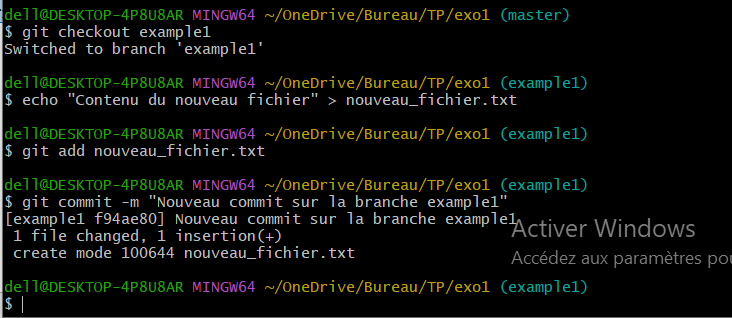 dell@DESKTOP-4P8U8AR MINGW64 ~/OneDrive/Bureau/TP/exo1 (master)
$ git checkout example1
Switched to branch 'example1'
dell@DESKTOP-4P8U8AR MINGW64 ~/OneDrive/Bureau/TP/exo1 (example1)
$ echo "Contenu du nouveau fichier" > nouveau_fichier.txt
dell@DESKTOP-4P8U8AR MINGW64 ~/OneDrive/Bureau/TP/exo1 (example1)
$ git add nouveau_fichier.txt
dell@DESKTOP-4P8U8AR MINGW64 ~/OneDrive/Bureau/TP/exo1 (example1)
$ git commit -m "Nouveau commit sur la branche example1"
[example1 f94ae80] Nouveau commit sur la branche example1
1 file changed, 1 insertion(+)
create mode 100644 nouveau_fichier.txt
Activer Windows
Accédez aux paramètres
dell@DESKTOP-4P8U8AR MINGW64 ~/OneDrive/Bureau/TP/exo1 (example1)
$